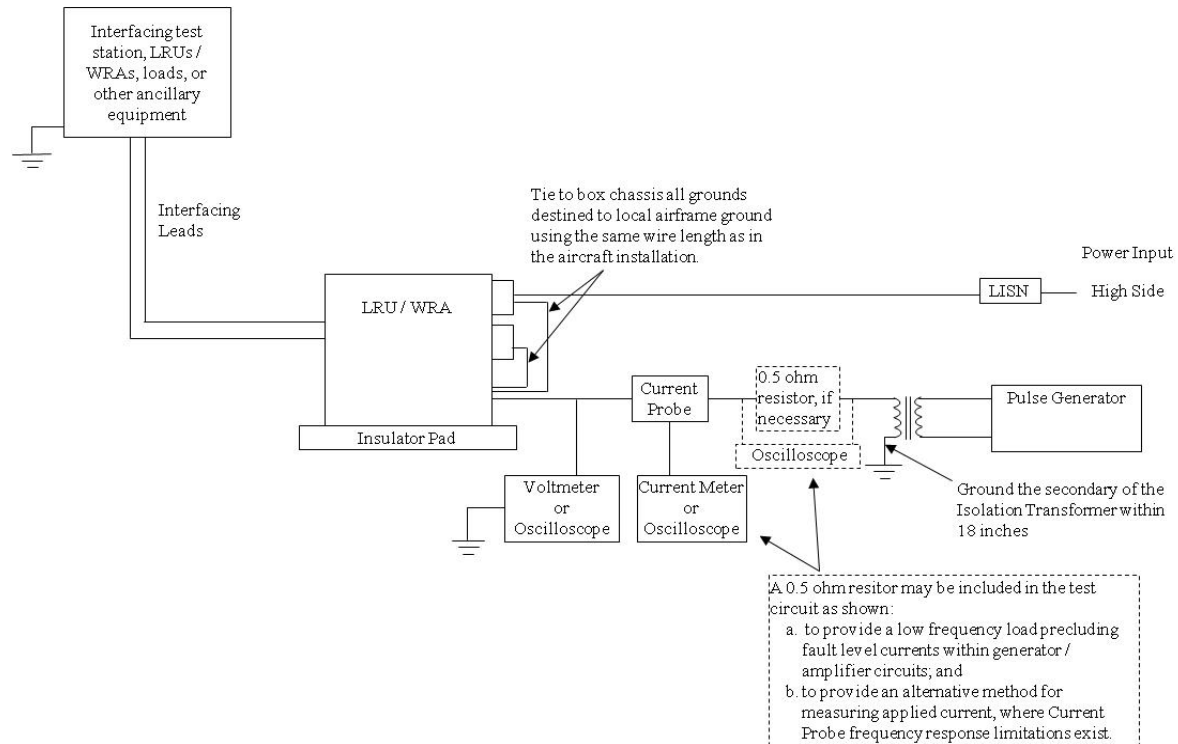 Interfacing test
station, LRUs /
WRAs, loads, or
other ancillary
equipment
Interfacing
Leads
Tie to box chassis all grounds
destined to local airframe ground
using the same wire length as in
the aircraft installation.
Power Input
LISN
High Side
LRU / WRA
Insulator Pad
Current
Probe
0.5 ohm
resistor, if
necessary
Oscilloscope
Pulse Generator
Voltmeter
or
Oscilloscope
Current Meter
or
Oscilloscope
Ground the secondary of the
Isolation Transformer within
18 inches
A 0.5 ohm resitor may be included in the test
circuit as shown:
a. to provide a low frequency load precluding
fault level currents within generator /
amplifier circuits; and
b. to provide an alternative method for
measuring applied current, where Current
Probe frequency response limitations exist.